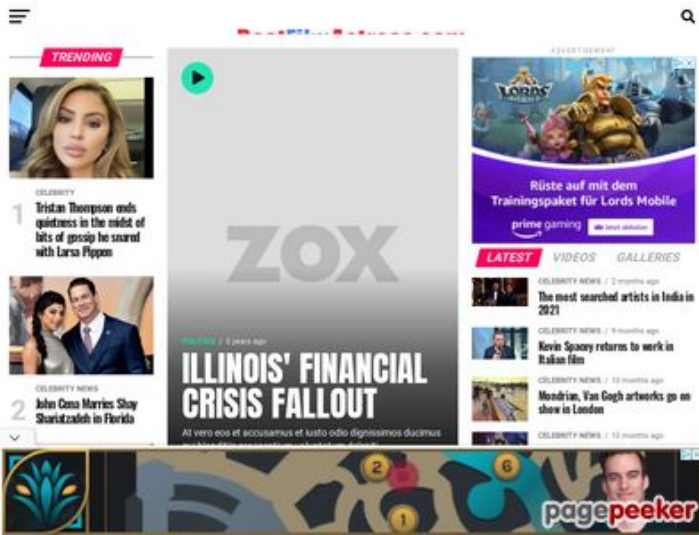 TRENDING
CELEBRITY
1
Tristan Thompson ends
quietness in the midst of
bits of gossip he snared
with Larsa Pippen
CELEBRITY NEWS
2
John Cena Marries Shay
Shariatzadeh in Florida
ZOX
POLITICS / 5 years ago
ILLINOIS' FINANCIAL
CRISIS FALLOUT
At vero eos et accusamus et iusto odio dignissimos ducimus
ADVERTISEMENT
LORDS
Rüste auf mit dem
Trainingspaket für Lords Mobile
prime gaming
Jetzt abholen
LATEST VIDEOS GALLERIES
CELEBRITY NEWS / 2 months ago
The most searched artists in India in
2021
CELEBRITY NEWS / 9 months ago
Kevin Spacey returns to work in
Italian film
CELEBRITY NEWS / 10 months ago
Mondrian, Van Gogh artworks go on
show in London
CELEBRITY NEWS / 10 months ago
2
6
1
pagepeeker